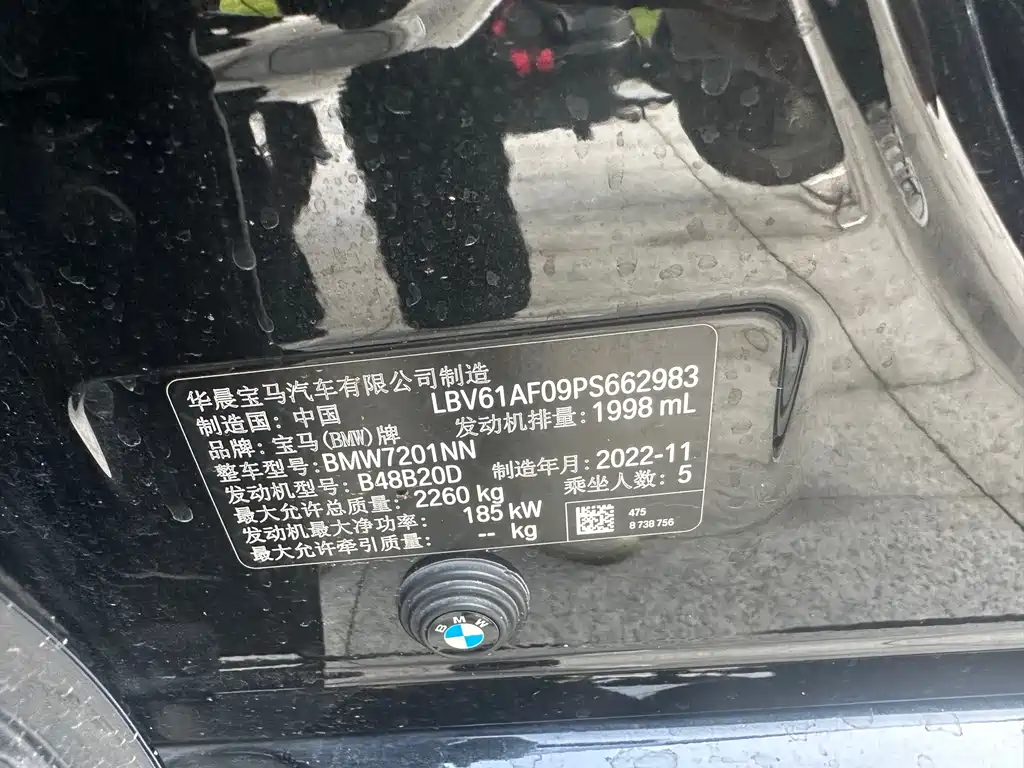 华晨宝马汽车有限公司制造
制造国：中国 LBV61AF09PS662983
品牌：宝马(BMW)牌 发动机排量：1998 mL
整车型号：BMW7201NN
发动机型号：B48B20D 制造年月：2022-11
最大允许总质量：2260 kg 乘坐人数：5
发动机最大净功率： 185 kW
最大允许牵引质量： -- kg
475
8 738 756
BMW